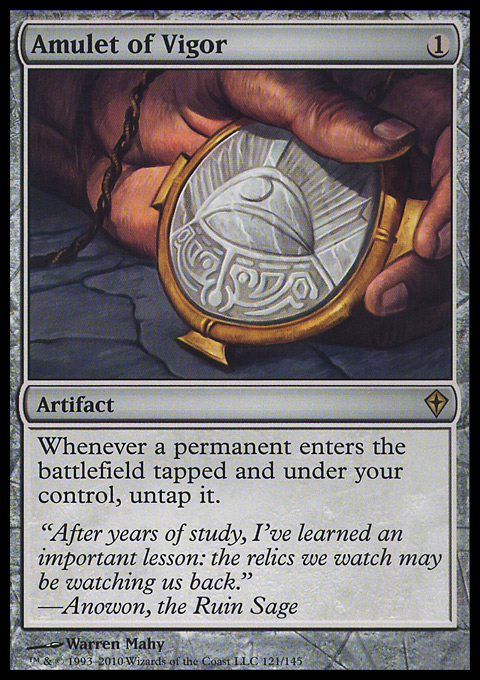 Amulet of Vigor 1
Artifact
Whenever a permanent enters the
battlefield tapped and under your
control, untap it.
“After years of study, I’ve learned an
important lesson: the relics we watch may
be watching us back.”
—Anowon, the Ruin Sage
Warren Mahy
™ & © 1993–2010 Wizards of the Coast LLC 121/145